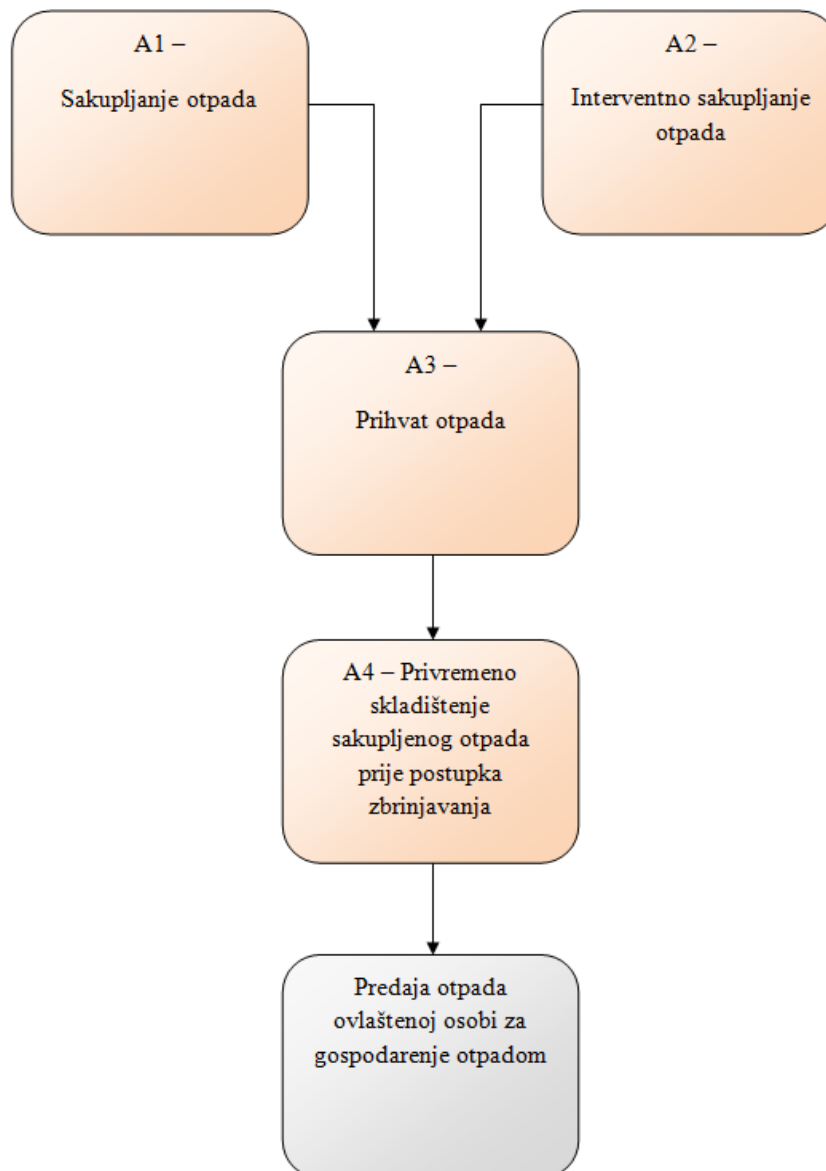 A1 –
Sakupljanje otpada
A2 –
Interventno sakupljanje
otpada
A3 –
Prihvat otpada
A4 – Privremeno
skladištenje
sakupljenog otpada
prije postupka
zbrinjavanja
Predaja otpada
ovlaštenoj osobi za
gospodarenje otpadom